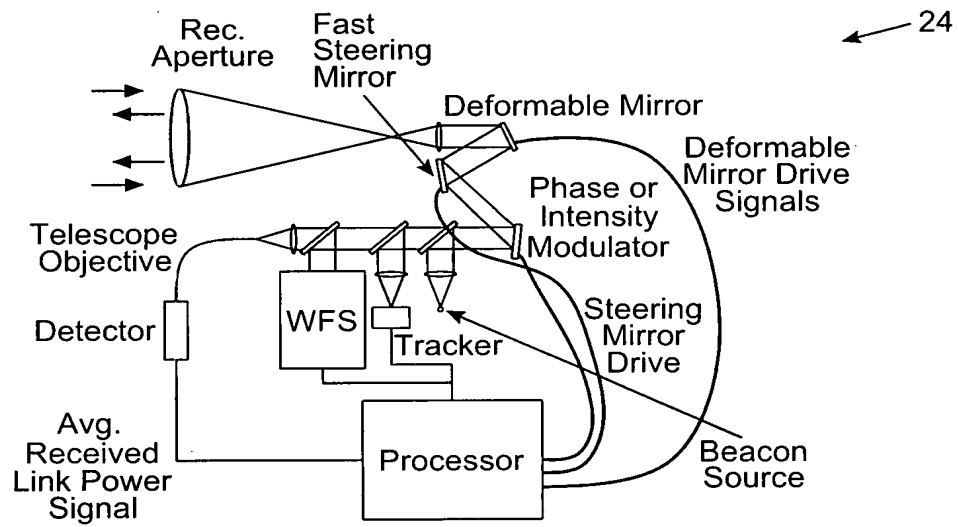 24
Rec.
Aperture
Fast
Steering
Mirror
Deformable Mirror
Deformable
Mirror Drive
Signals
Phase or
Intensity
Modulator
Telescope
Objective
WFS
Detector
Tracker
Steering
Mirror
Drive
Avg.
Received
Link Power
Signal
Processor
Beacon
Source